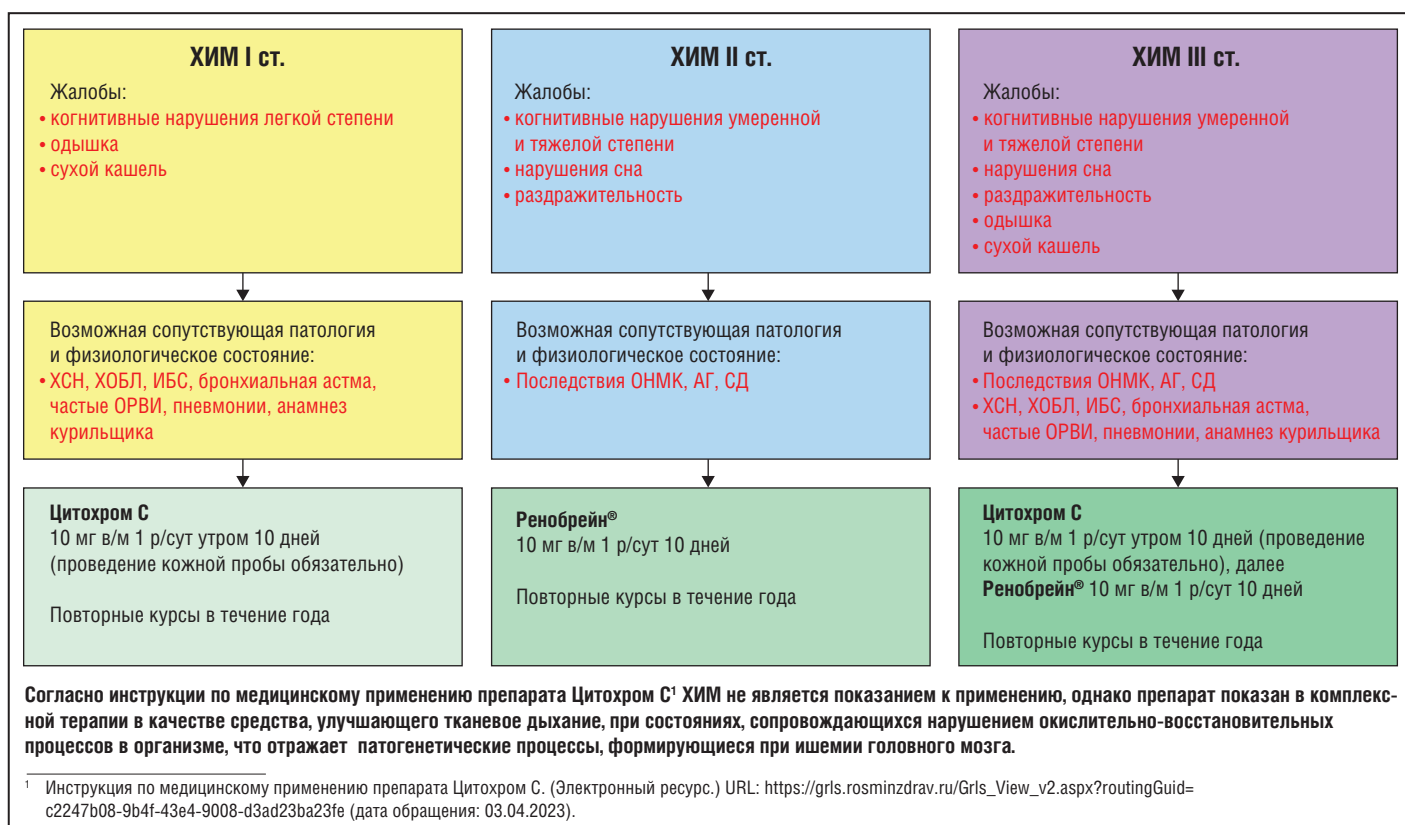 ХИМ I ст.
Жалобы:
• когнитивные нарушения легкой степени
• одышка
• сухой кашель
ХИМ II ст.
Жалобы:
• когнитивные нарушения умеренной
и тяжелой степени
• нарушения сна
• раздражительность
ХИМ III ст.
Жалобы:
• когнитивные нарушения умеренной
и тяжелой степени
• нарушения сна
• раздражительность
• одышка
• сухой кашель
Возможная сопутствующая патология
и физиологическое состояние:
• ХСН, ХОБЛ, ИБС, бронхиальная астма,
частые ОРВИ, пневмонии, анамнез
курильщика
Возможная сопутствующая патология
и физиологическое состояние:
• Последствия ОНМК, АГ, СД
Возможная сопутствующая патология
и физиологическое состояние:
• Последствия ОНМК, АГ, СД
• ХСН, ХОБЛ, ИБС, бронхиальная астма,
частые ОРВИ, пневмонии, анамнез курильщика
Цитохром С
10 мг в/м 1 р/сут утром 10 дней
(проведение кожной пробы обязательно)
Повторные курсы в течение года
Ренобрейн®
10 мг в/м 1 р/сут 10 дней
Повторные курсы в течение года
Цитохром С
10 мг в/м 1 р/сут утром 10 дней (проведение
кожной пробы обязательно), далее
Ренобрейн® 10 мг в/м 1 р/сут 10 дней
Повторные курсы в течение года
Согласно инструкции по медицинскому применению препарата Цитохром С¹ ХИМ не является показанием к применению, однако препарат показан в комплекс-
ной терапии в качестве средства, улучшающего тканевое дыхание, при состояниях, сопровождающихся нарушением окислительно-восстановительных
процессов в организме, что отражает патогенетические процессы, формирующиеся при ишемии головного мозга.
¹ Инструкция по медицинскому применению препарата Цитохром С. (Электронный ресурс.) URL: https://grls.rosminzdrav.ru/Grls_View_v2.aspx?routingGuid=
c2247b08-9b4f-43e4-9008-d3ad23ba23fe (дата обращения: 03.04.2023).